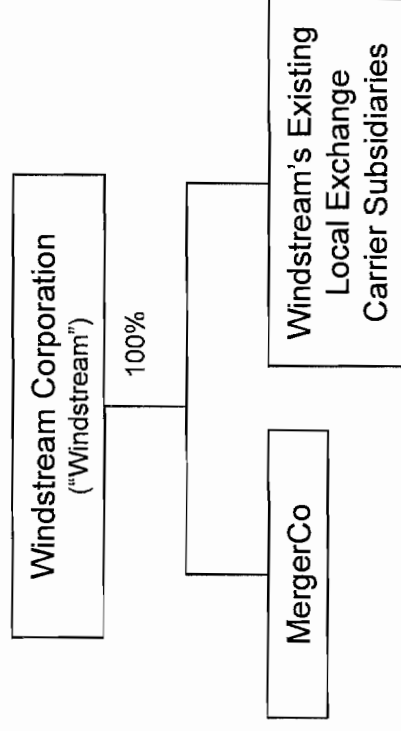 Windstream Corporation
("Windstream")
100%
MergerCo
Windstream's Existing
Local Exchange
Carrier Subsidiaries